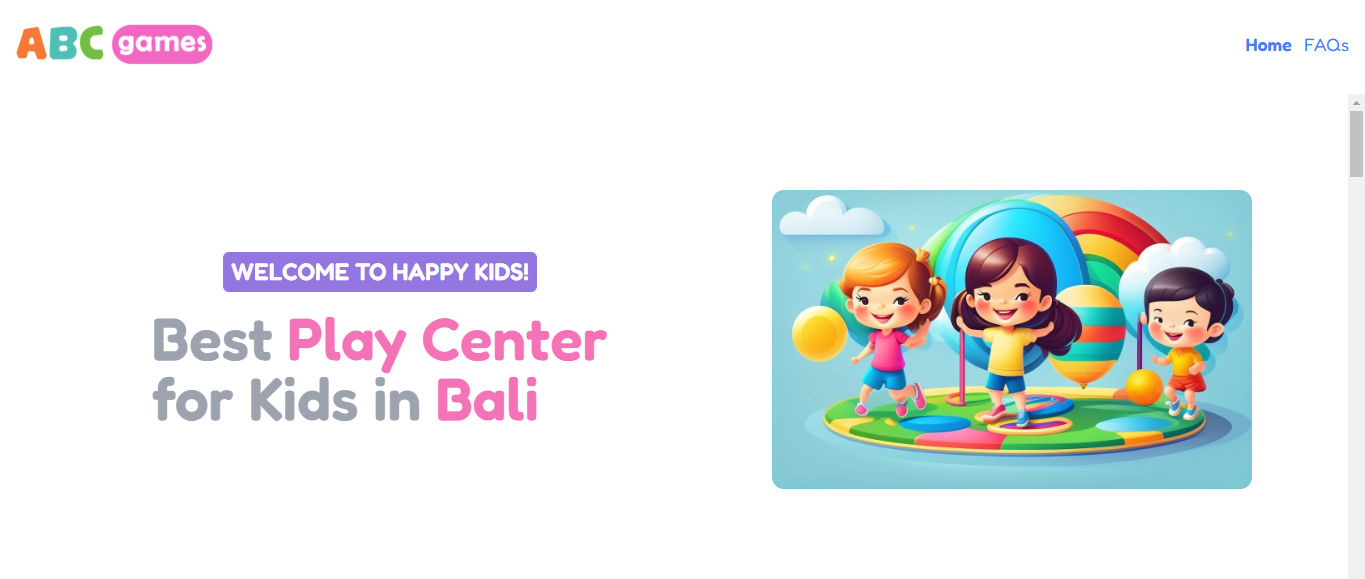 ABC games
Home FAQs
WELCOME TO HAPPY KIDS!
Best Play Center
for Kids in Bali